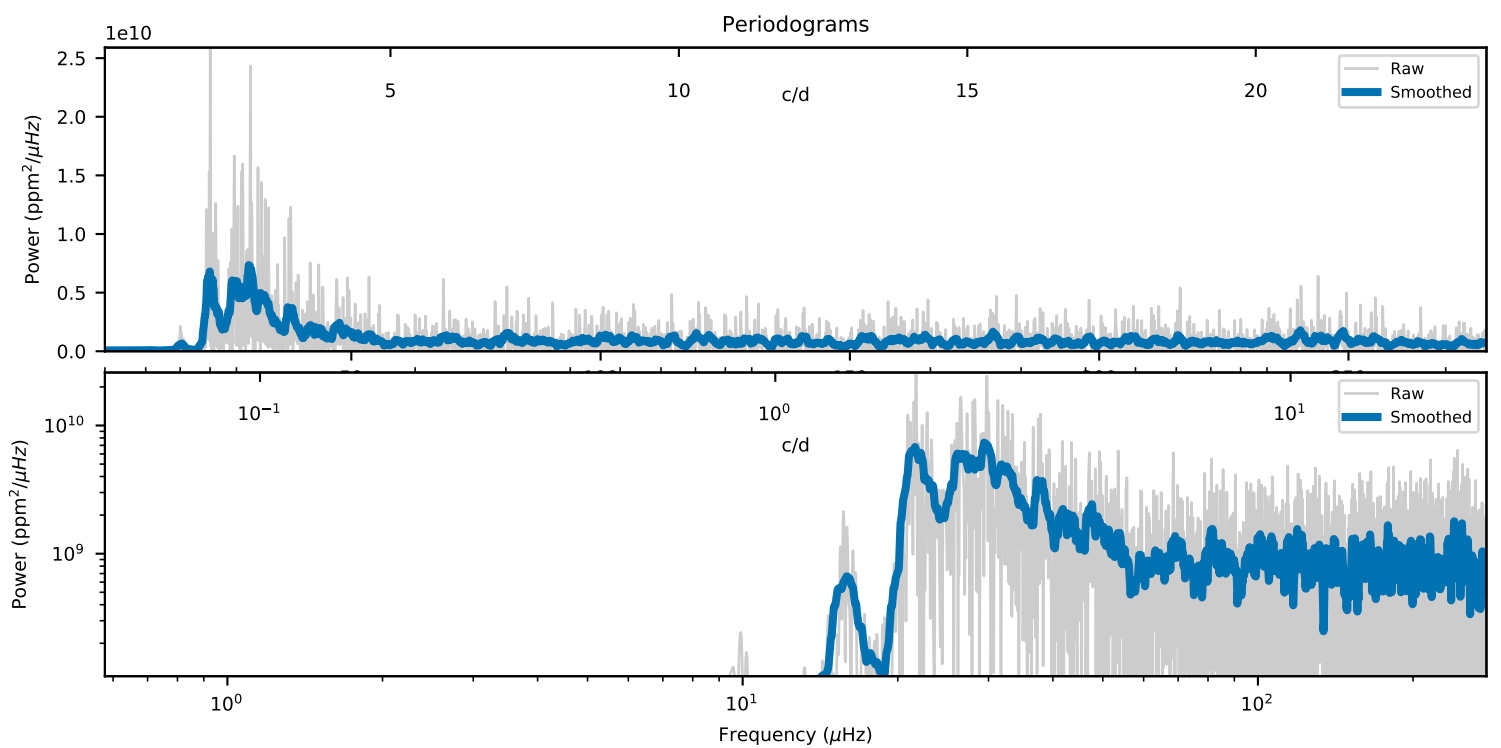 Periodograms
1e10
2.5
2.0
1.5
1.0
0.5
0.0
Power (ppm²/μHz)
5
10
15
20
c/d
Raw
Smoothed
10¹⁰
10⁹
Power (ppm²/μHz)
10⁻¹
10⁰
10¹
c/d
Raw
Smoothed
10⁰
10¹
10²
Frequency (μHz)